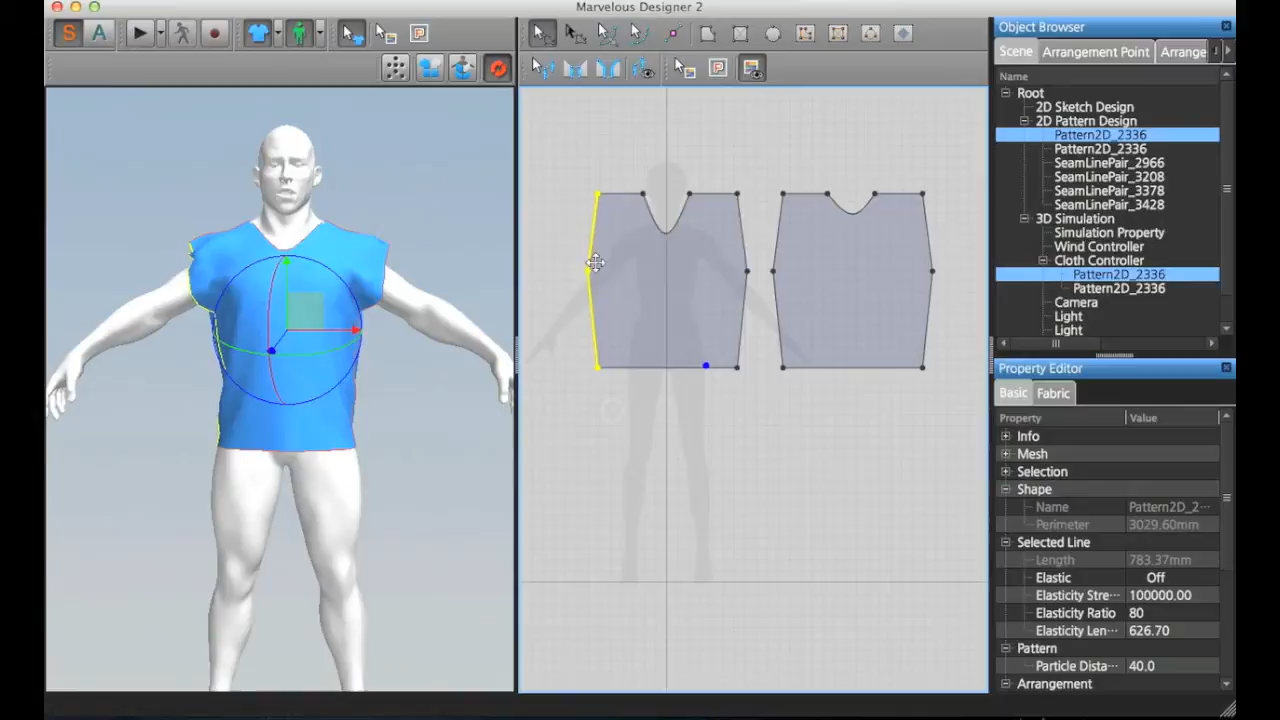 Marvelous Designer 2
S A
Object Browser
Scene Arrangement Point Arrange
Name
Root
2D Sketch Design
2D Pattern Design
Pattern2D_2336
Pattern2D_2336
SeamLinePair_2966
SeamLinePair_3208
SeamLinePair_3378
SeamLinePair_3428
3D Simulation
Simulation Property
Wind Controller
Cloth Controller
Pattern2D_2336
Pattern2D_2336
Camera
Light
Light
Property Editor
Basic Fabric
Property Value
Info
Mesh
Selection
Shape
Name Pattern2D_2···
Perimeter 3029.60mm
Selected Line
Length 783.37mm
Elastic Off
Elasticity Stre··· 100000.00
Elasticity Ratio 80
Elasticity Len··· 626.70
Pattern
Particle Dista··· 40.0
Arrangement